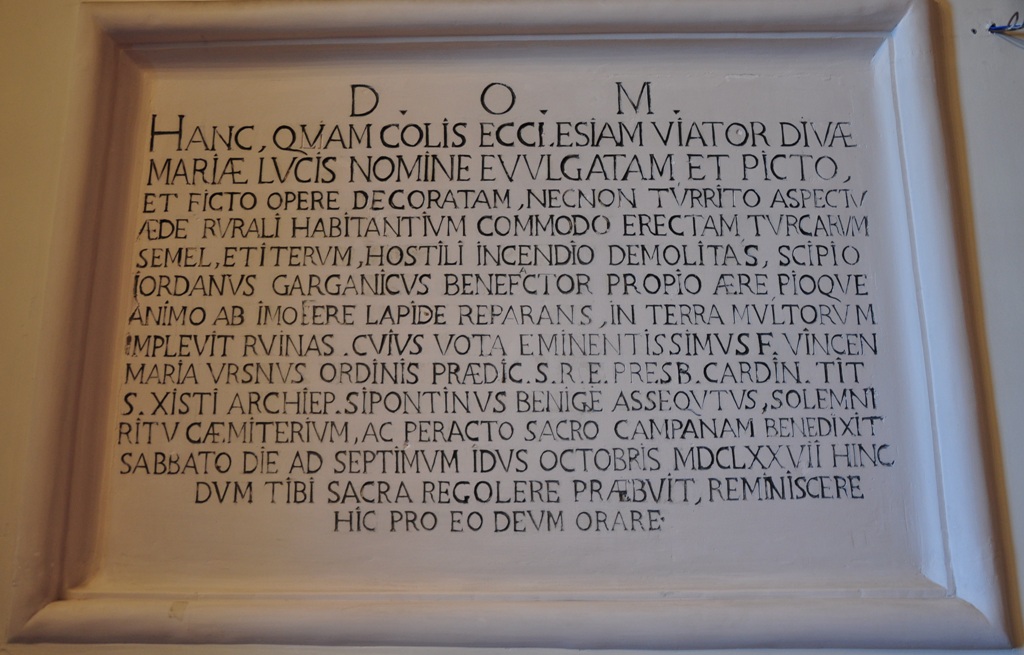 D. O. M.
HANC, QVAM COLIS ECCLESIAM VIATOR DIVÆ
MARIÆ LVCIS NOMINE EVVLGATAM ET PICTO,
ET FICTO OPERE DECORATAM, NECNON TVRRITO ASPECTV
ÆDE RVRALI HABITANTIVM COMMODO ERECTAM TVRCARVM
SEMEL, ET ITERVM, HOSTILI INCENDIO DEMOLITAS, SCIPIO
IORDANVS GARGANICVS BENEFCTOR PROPIO ÆRE PIOQVE
ANIMO AB IMO FERE LAPIDE REPARANS, IN TERRA MVLTORVM
IMPLEVIT RVINAS. CVIVS VOTA EMINENTISSIMVS F. VINCEN
MARIA VRSNVS ORDINIS PRÆDIC. S. R. E. PRESB. CARDIN. TIT
S. XISTI ARCHIEP. SIPONTINVS BENIGE ASSEQVTVS, SOLEMNI
RITV CÆMITERIVM, AC PERACTO SACRO CAMPANAM BENEDIXIT
SABBATO DIE AD SEPTIMVM IDVS OCTOBRIS MDCLXXVII HINC
DVM TIBI SACRA REGOLERE PRÆBVIT, REMINISCERE
HIC PRO EO DEVM ORARE